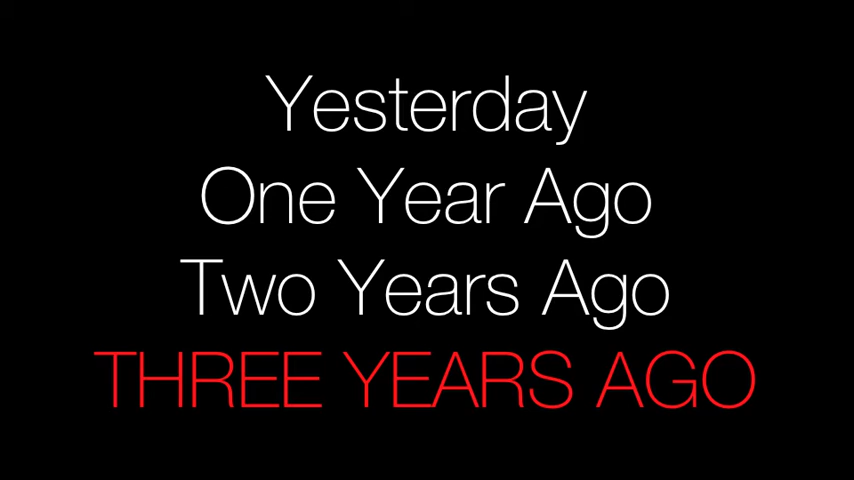 Yesterday
One Year Ago
Two Years Ago
THREE YEARS AGO